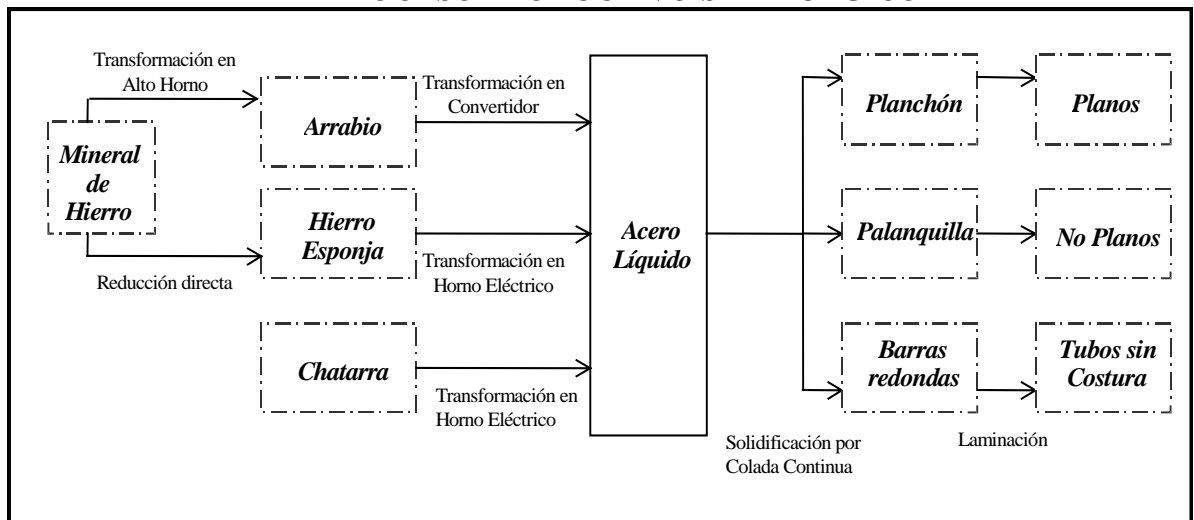 Transformación en
Alto Horno
Mineral
de
Hierro
Reducción directa
Arrabio
Hierro
Esponja
Chatarra
Transformación en
Convertidor
Transformación en
Horno Eléctrico
Transformación en
Horno Eléctrico
Acero
Líquido
Solidificación por
Colada Continua
Planchón
Palanquilla
Barras
redondas
Laminación
Planos
No Planos
Tubos sin
Costura